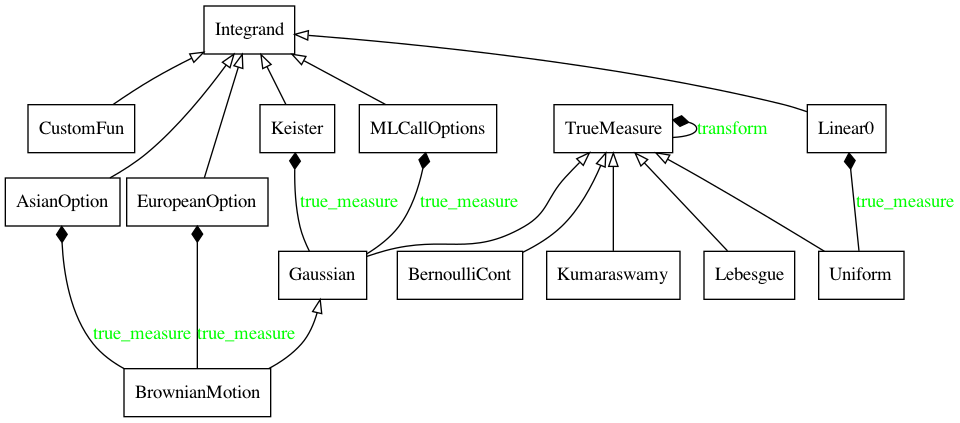 Integrand
CustomFun
Keister
MLCallOptions
TrueMeasure
transform
Linear0
AsianOption
EuropeanOption
true_measure
true_measure
true_measure
Gaussian
BernoulliCont
Kumaraswamy
Lebesgue
Uniform
true_measure
true_measure
BrownianMotion